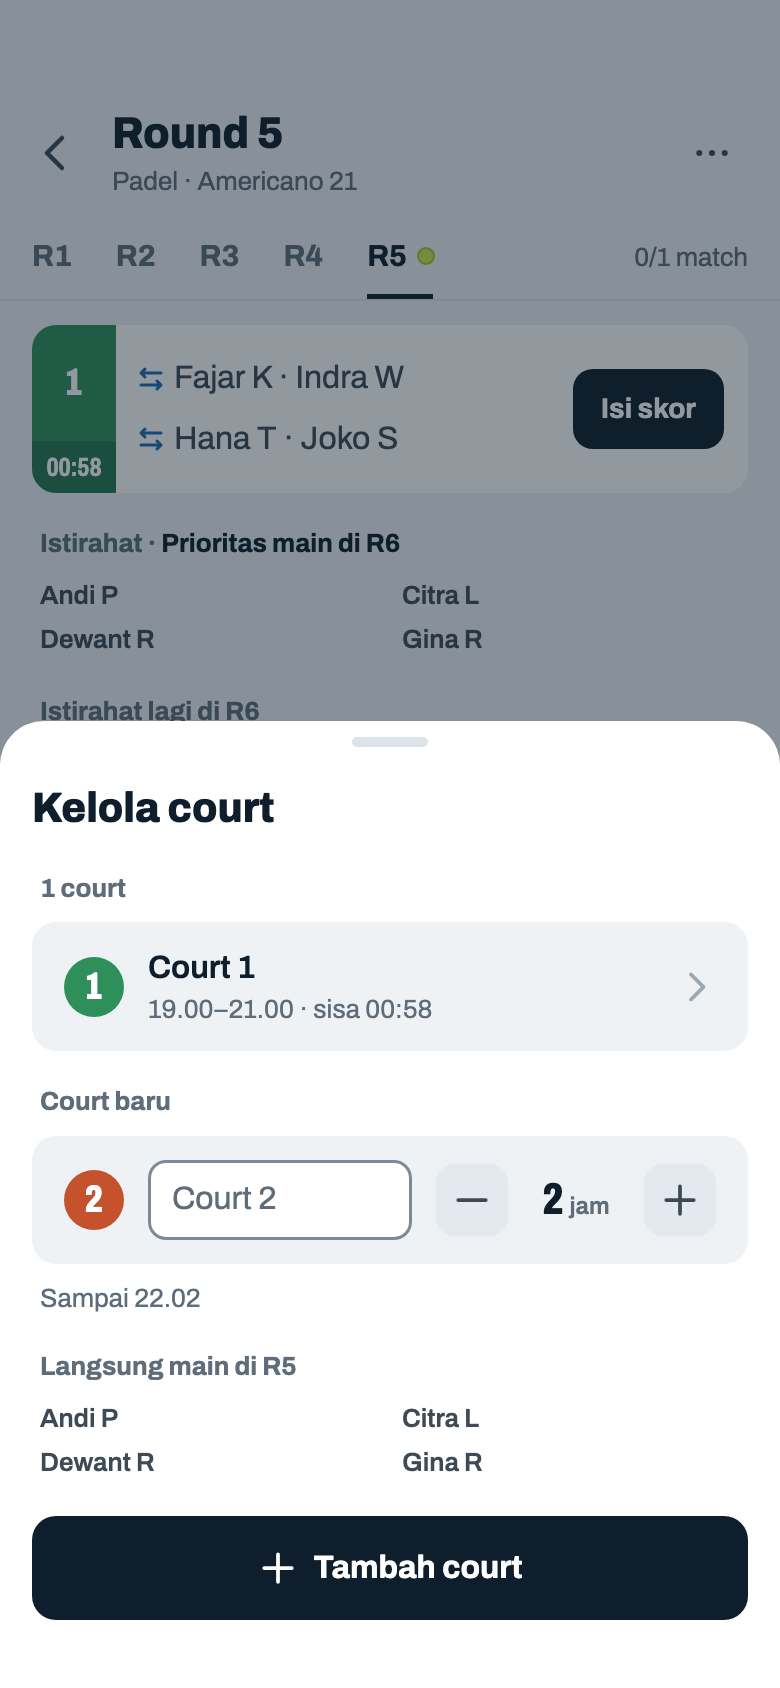 Round 5
Padel · Americano 21
R1 R2 R3 R4 R5 0/1 match
1
Fajar K · Indra W
Hana T · Joko S
Isi skor
00:58
Istirahat · Prioritas main di R6
Andi P Citra L
Dewant R Gina R
Istirahat lagi di R6
Kelola court
1 court
1 Court 1
19.00–21.00 · sisa 00:58
Court baru
2 Court 2 2 jam
Sampai 22.02
Langsung main di R5
Andi P Citra L
Dewant R Gina R
Tambah court